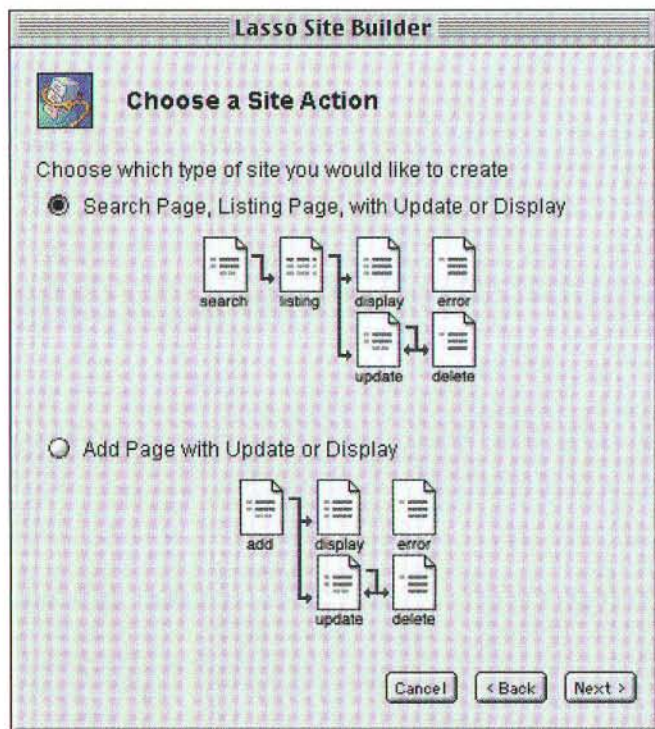 Lasso Site Builder
Choose a Site Action
Choose which type of site you would like to create
Search Page, Listing Page, with Update or Display
search listing display error
update delete
Add Page with Update or Display
add display error
update delete
Cancel < Back Next >